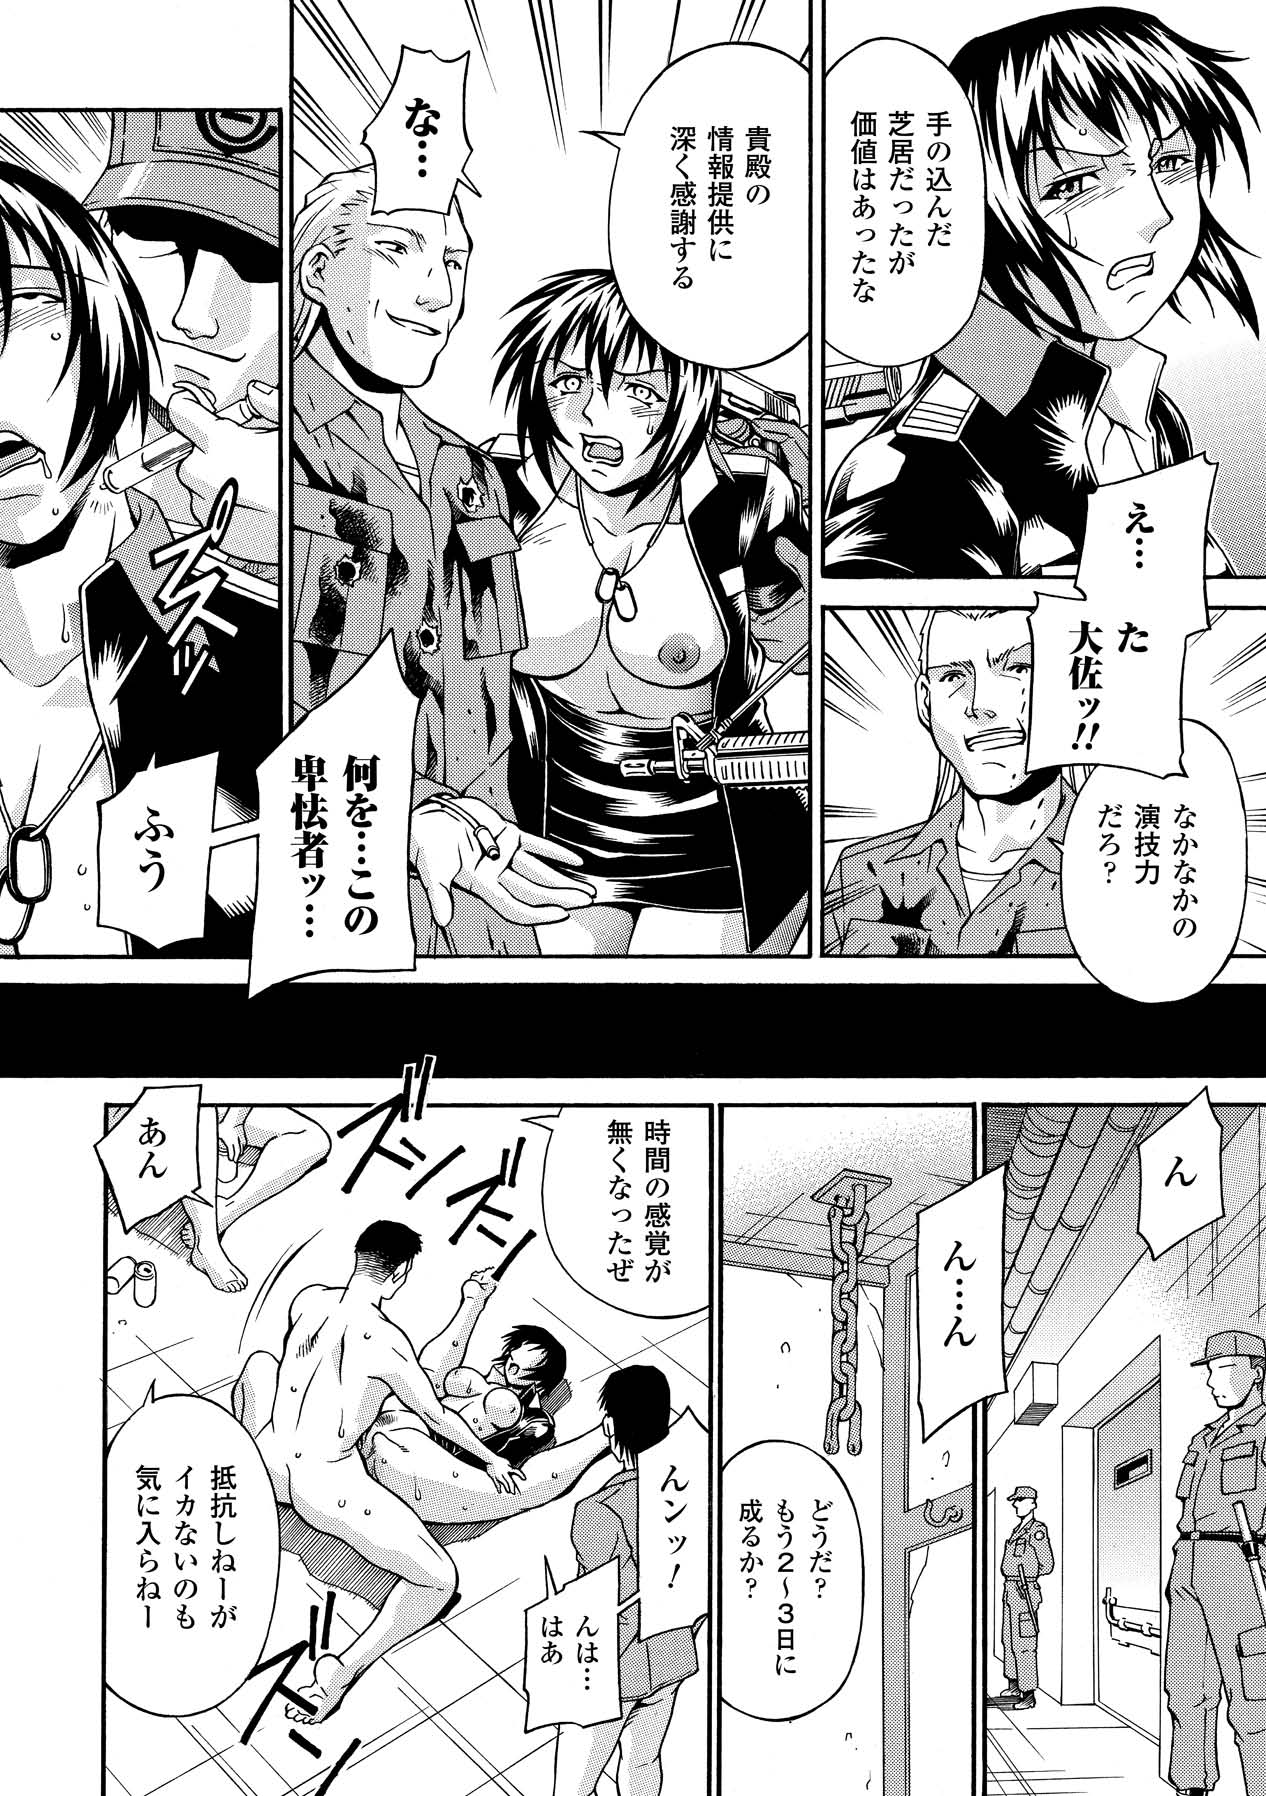 手の込んだ
芝居だったが
価値はあったな
え…
た
大佐ッ!!
なかなかの
演技力
だろ?
貴殿の
情報提供に
深く感謝する
な…
何を…この
卑怯者ッ…
プスッ
ふう
ん
ん…ん
どうだ?
もう2〜3日に
成るか?
時間の感覚が
無くなったぜ
んンッ!
んは…
はあ
ズンッ
ズンッ
あん
抵抗しねーが
イカないのも
気に入らねー